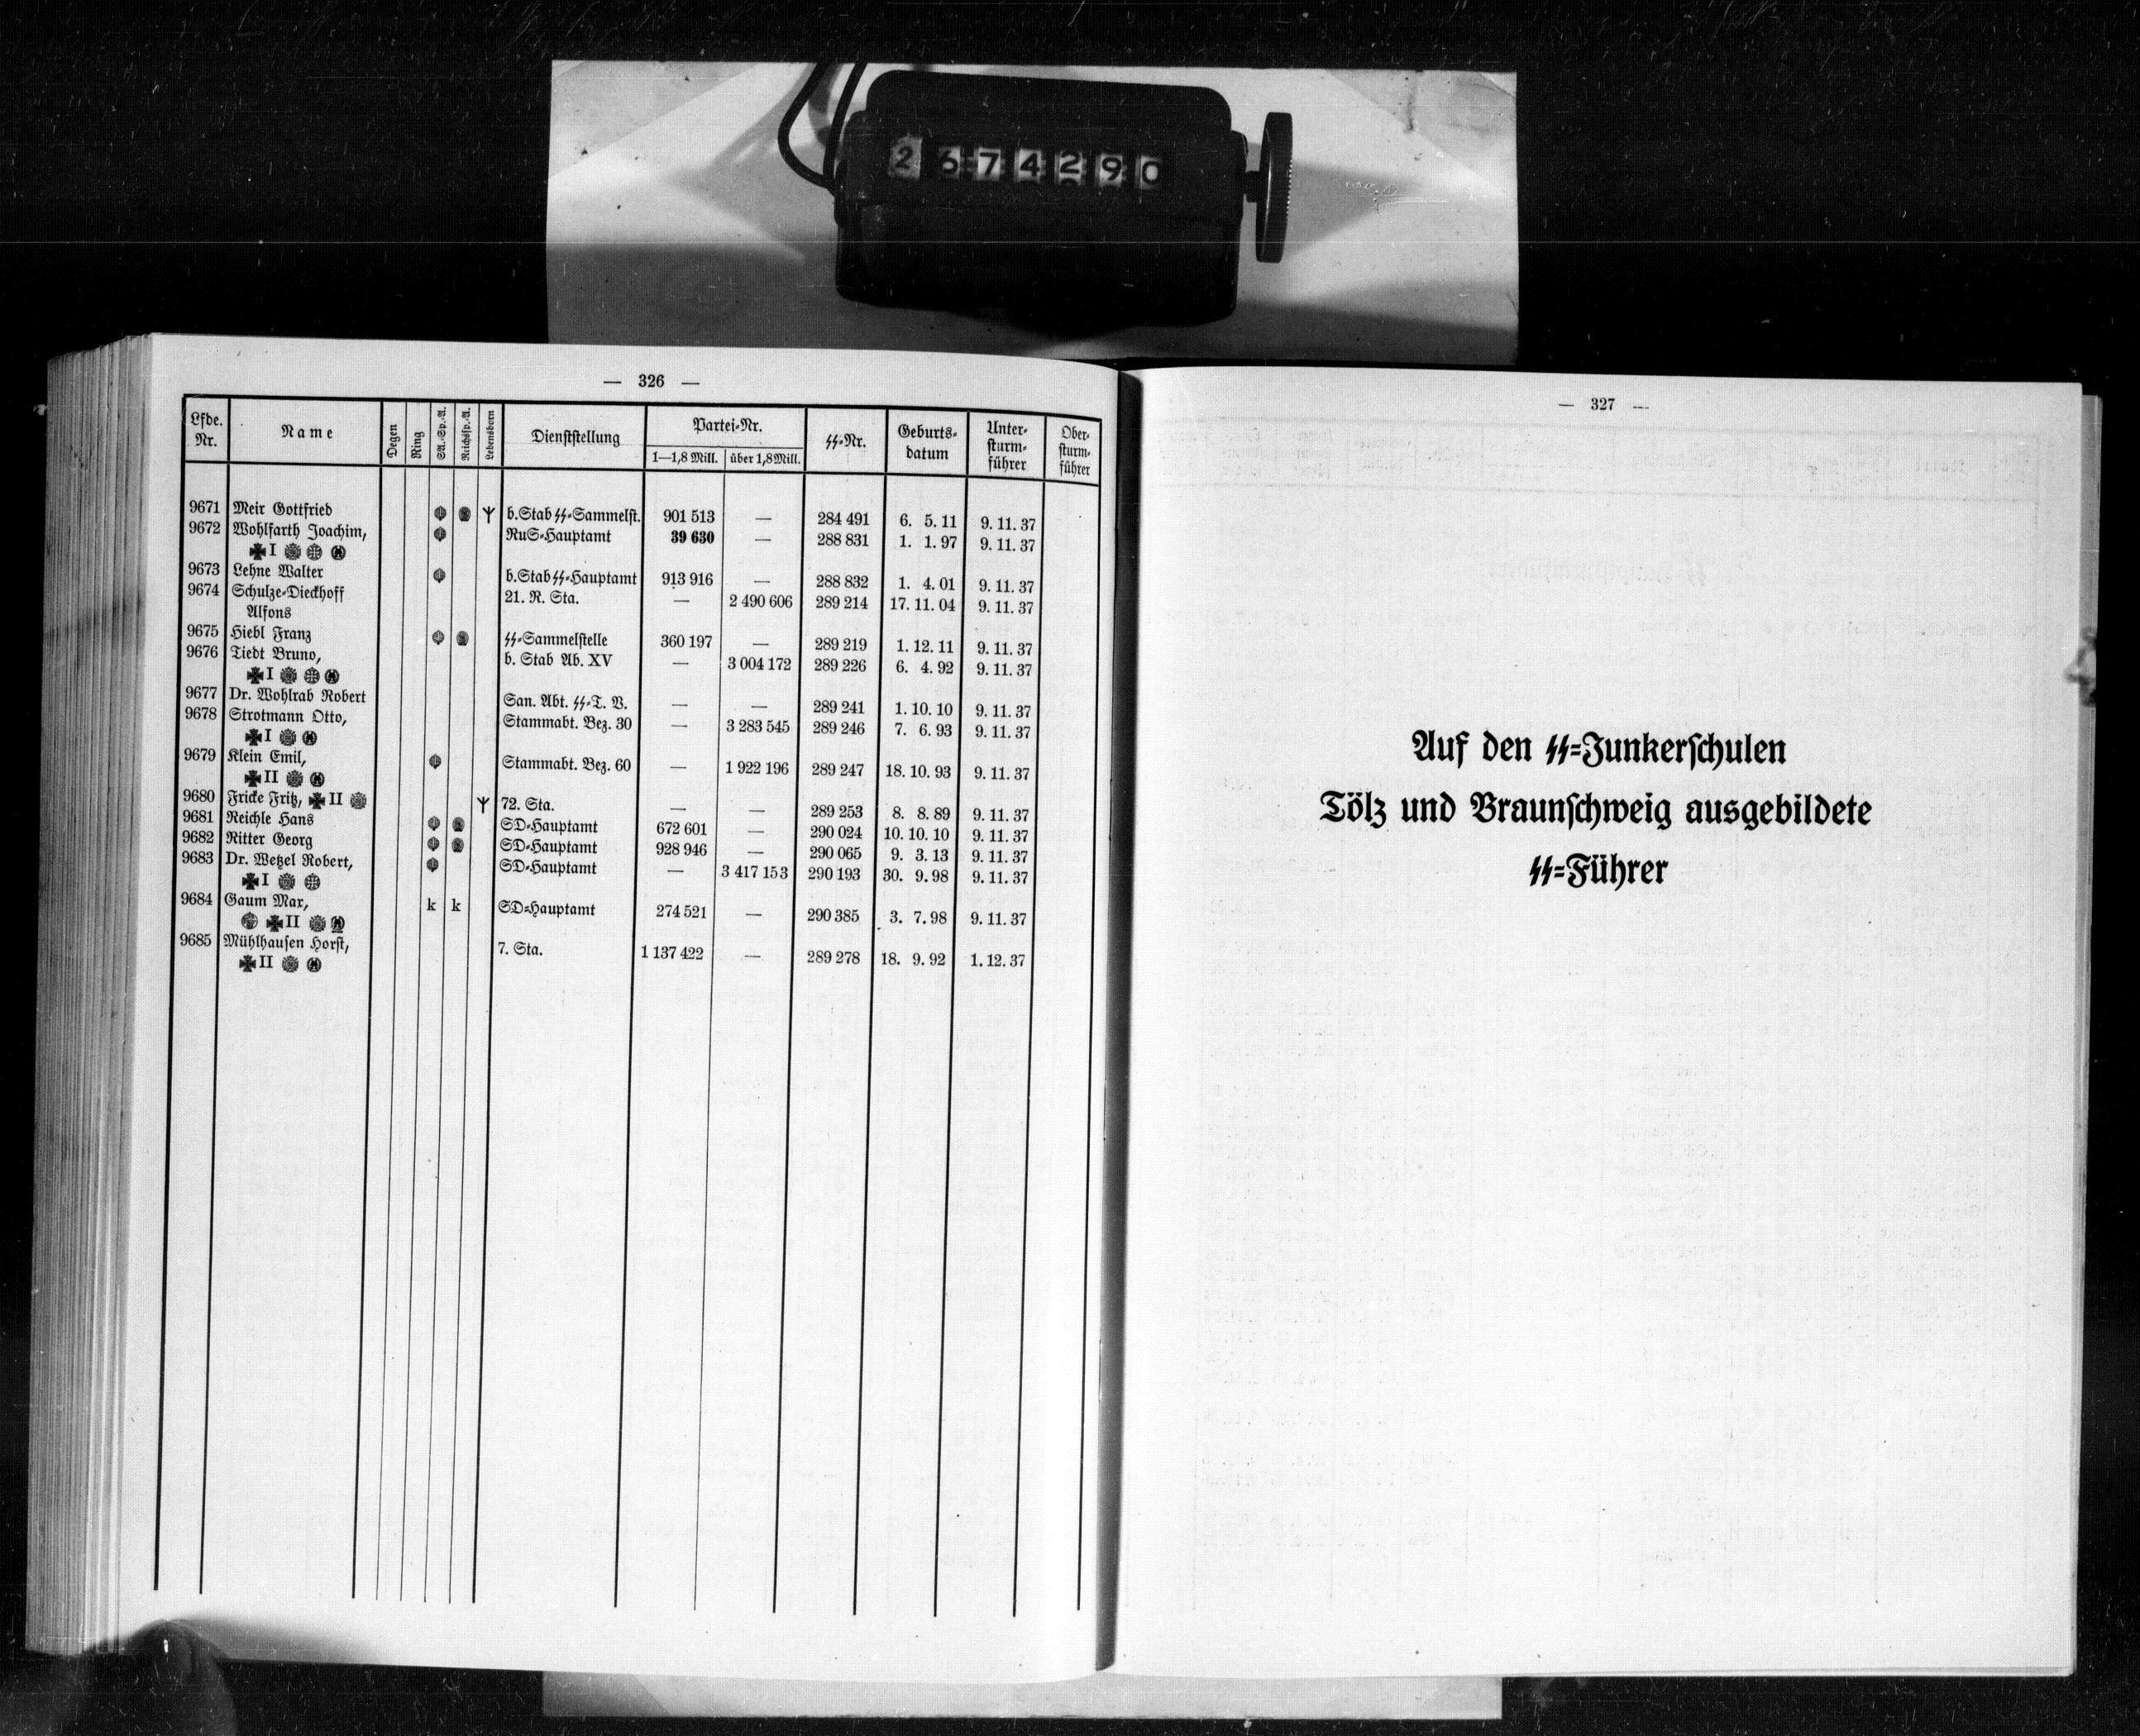 2674290
— 326 —
Lfde. Nr. Name Degen Ring SA.-Sp.-A. Reichssp.-A. Lebensborn Dienststellung Partei-Nr. 1—1,8 Mill. über 1,8 Mill. SS-Nr. Geburts-datum Unter-sturm-führer Ober-sturm-führer
9671 Meir Gottfried b. Stab SS-Sammelst. 901 513 — 284 491 6. 5. 11 9. 11. 37
9672 Wohlfarth Joachim, RuS-Hauptamt 39 630 — 288 831 1. 1. 97 9. 11. 37
I
9673 Lehne Walter b. Stab SS-Hauptamt 913 916 — 288 832 1. 4. 01 9. 11. 37
9674 Schulze-Dieckhoff 21. R. Sta. — 2 490 606 289 214 17. 11. 04 9. 11. 37
Alfons
9675 Hiebl Franz SS-Sammelstelle 360 197 — 289 219 1. 12. 11 9. 11. 37
9676 Tiedt Bruno, b. Stab Ab. XV — 3 004 172 289 226 6. 4. 92 9. 11. 37
I
9677 Dr. Wohlrab Robert San. Abt. SS-T. V. — — 289 241 1. 10. 10 9. 11. 37
9678 Strotmann Otto, Stammabt. Bez. 30 — 3 283 545 289 246 7. 6. 93 9. 11. 37
I
9679 Klein Emil, Stammabt. Bez. 60 — 1 922 196 289 247 18. 10. 93 9. 11. 37
II
9680 Fricke Fritz, II 72. Sta. — — 289 253 8. 8. 89 9. 11. 37
9681 Reichle Hans SD-Hauptamt 672 601 — 290 024 10. 10. 10 9. 11. 37
9682 Ritter Georg SD-Hauptamt 928 946 — 290 065 9. 3. 13 9. 11. 37
9683 Dr. Wetzel Robert, SD-Hauptamt — 3 417 153 290 193 30. 9. 98 9. 11. 37
I
9684 Gaum Max, k k SD-Hauptamt 274 521 — 290 385 3. 7. 98 9. 11. 37
II
9685 Mühlhausen Horst, 7. Sta. 1 137 422 — 289 278 18. 9. 92 1. 12. 37
II
— 327 —
Auf den SS-Junkerschulen
Tölz und Braunschweig ausgebildete
SS-Führer